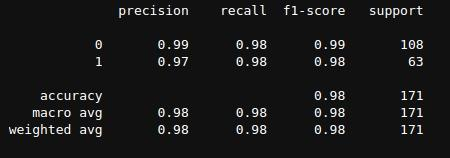 precision recall f1-score support
0 0.99 0.98 0.99 108
1 0.97 0.98 0.98 63
accuracy 0.98 171
macro avg 0.98 0.98 0.98 171
weighted avg 0.98 0.98 0.98 171